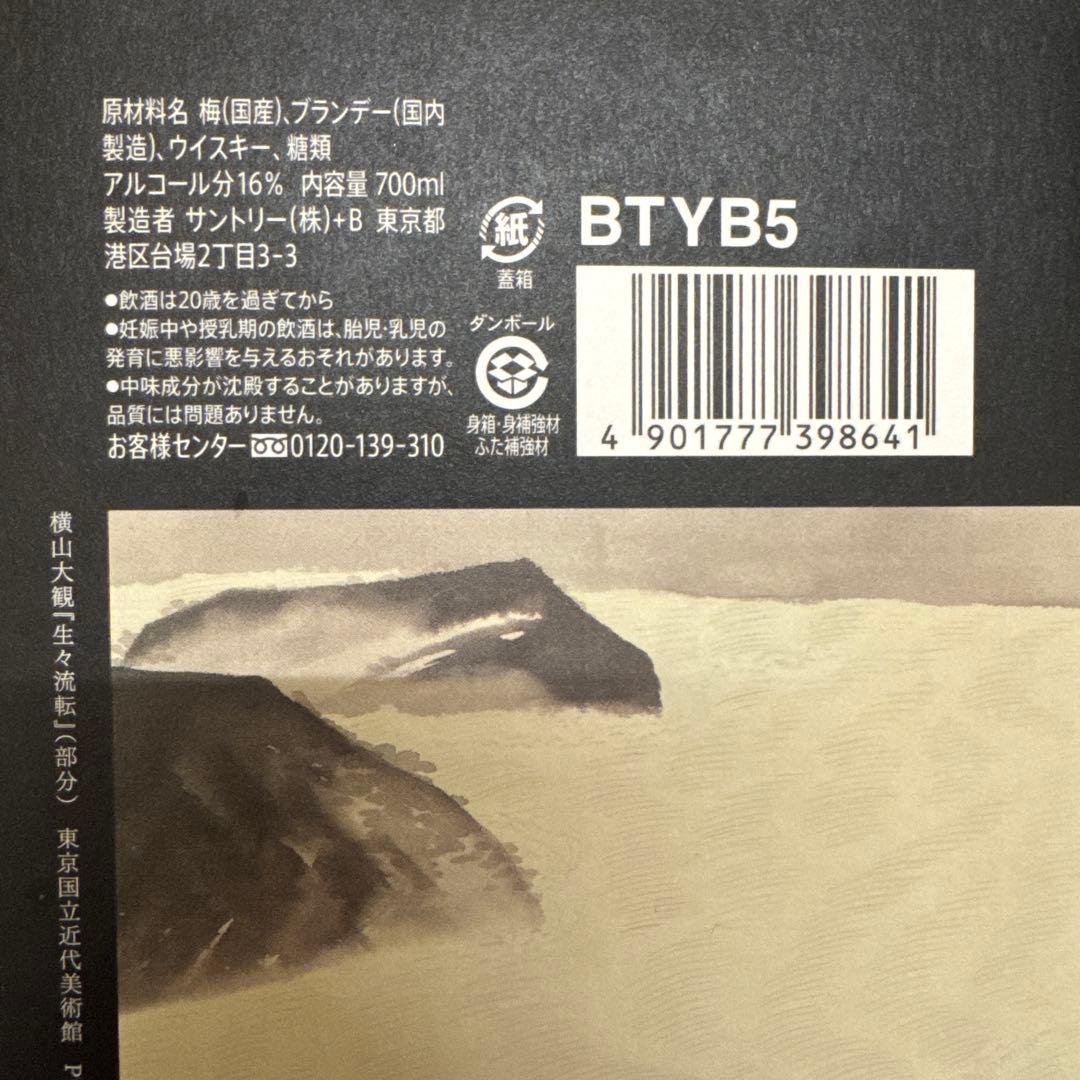 原材料名 梅(国産)、ブランデー(国内
製造)、ウイスキー、糖類
アルコール分16% 内容量 700ml
製造者 サントリー(株)+B 東京都
港区台場2丁目3-3
●飲酒は20歳を過ぎてから
●妊娠中や授乳期の飲酒は、胎児・乳児の
発育に悪影響を与えるおそれがあります。
●中味成分が沈殿することがありますが、
品質には問題ありません。
お客様センター 0120-139-310
紙
蓋箱
ダンボール
身箱・身補強材
ふた補強材
BTYB5
4 901777 398641
横山大観『生々流転』(部分) 東京国立近代美術館 P